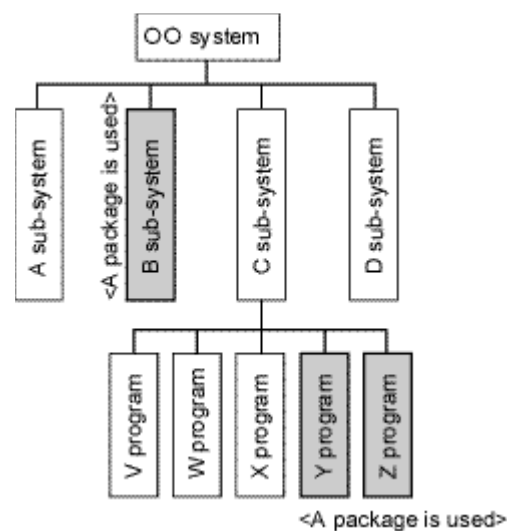 ○○ system
A sub-system
<A package is used>
B sub-system
C sub-system
D sub-system
V program
W program
X program
Y program
Z program
<A package is used>